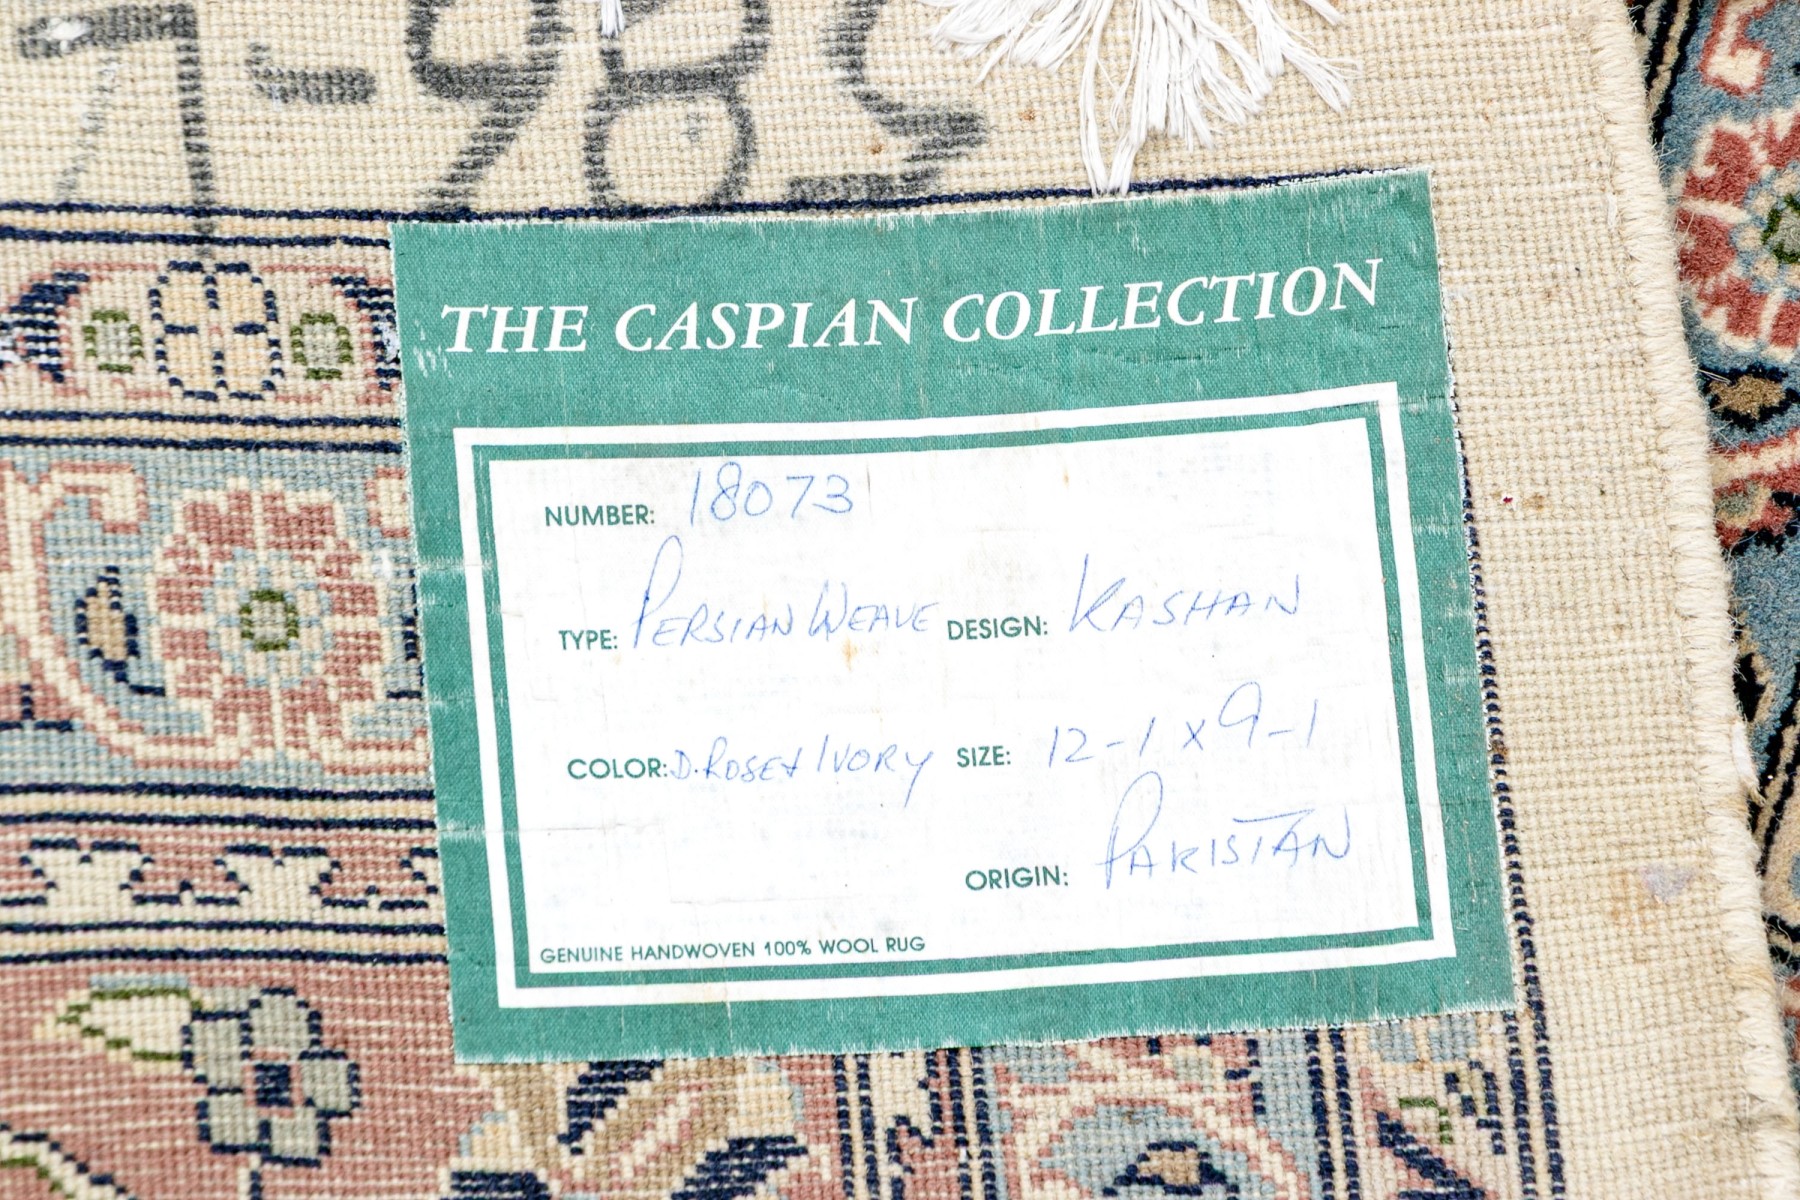 THE CASPIAN COLLECTION
NUMBER: 18073
TYPE: PERSIAN WEAVE DESIGN: KASHAN
COLOR: D. ROSE & IVORY SIZE: 12-1 x 9-1
ORIGIN: PAKISTAN
GENUINE HANDWOVEN 100% WOOL RUG